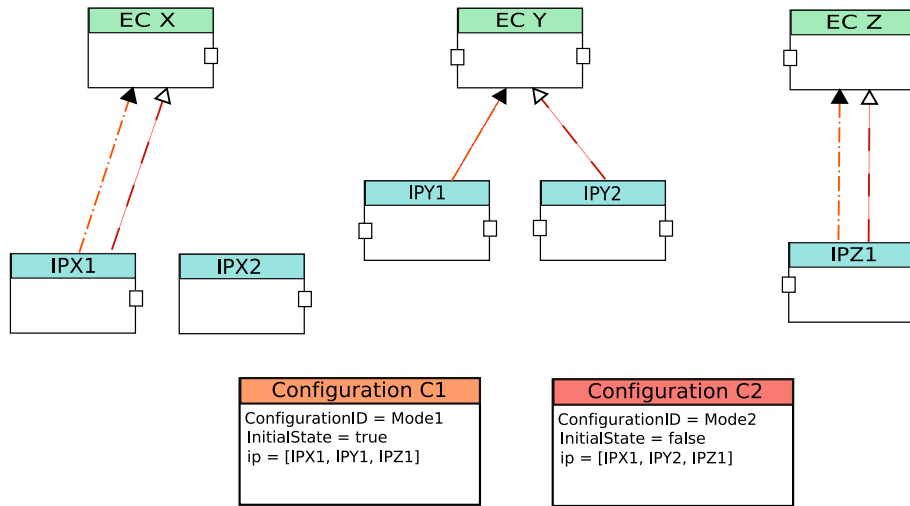 EC X
EC Y
EC Z
IPY1
IPY2
IPX1
IPX2
IPZ1
Configuration C1
ConfigurationID = Mode1
InitialState = true
ip = [IPX1, IPY1, IPZ1]
Configuration C2
ConfigurationID = Mode2
InitialState = false
ip = [IPX1, IPY2, IPZ1]